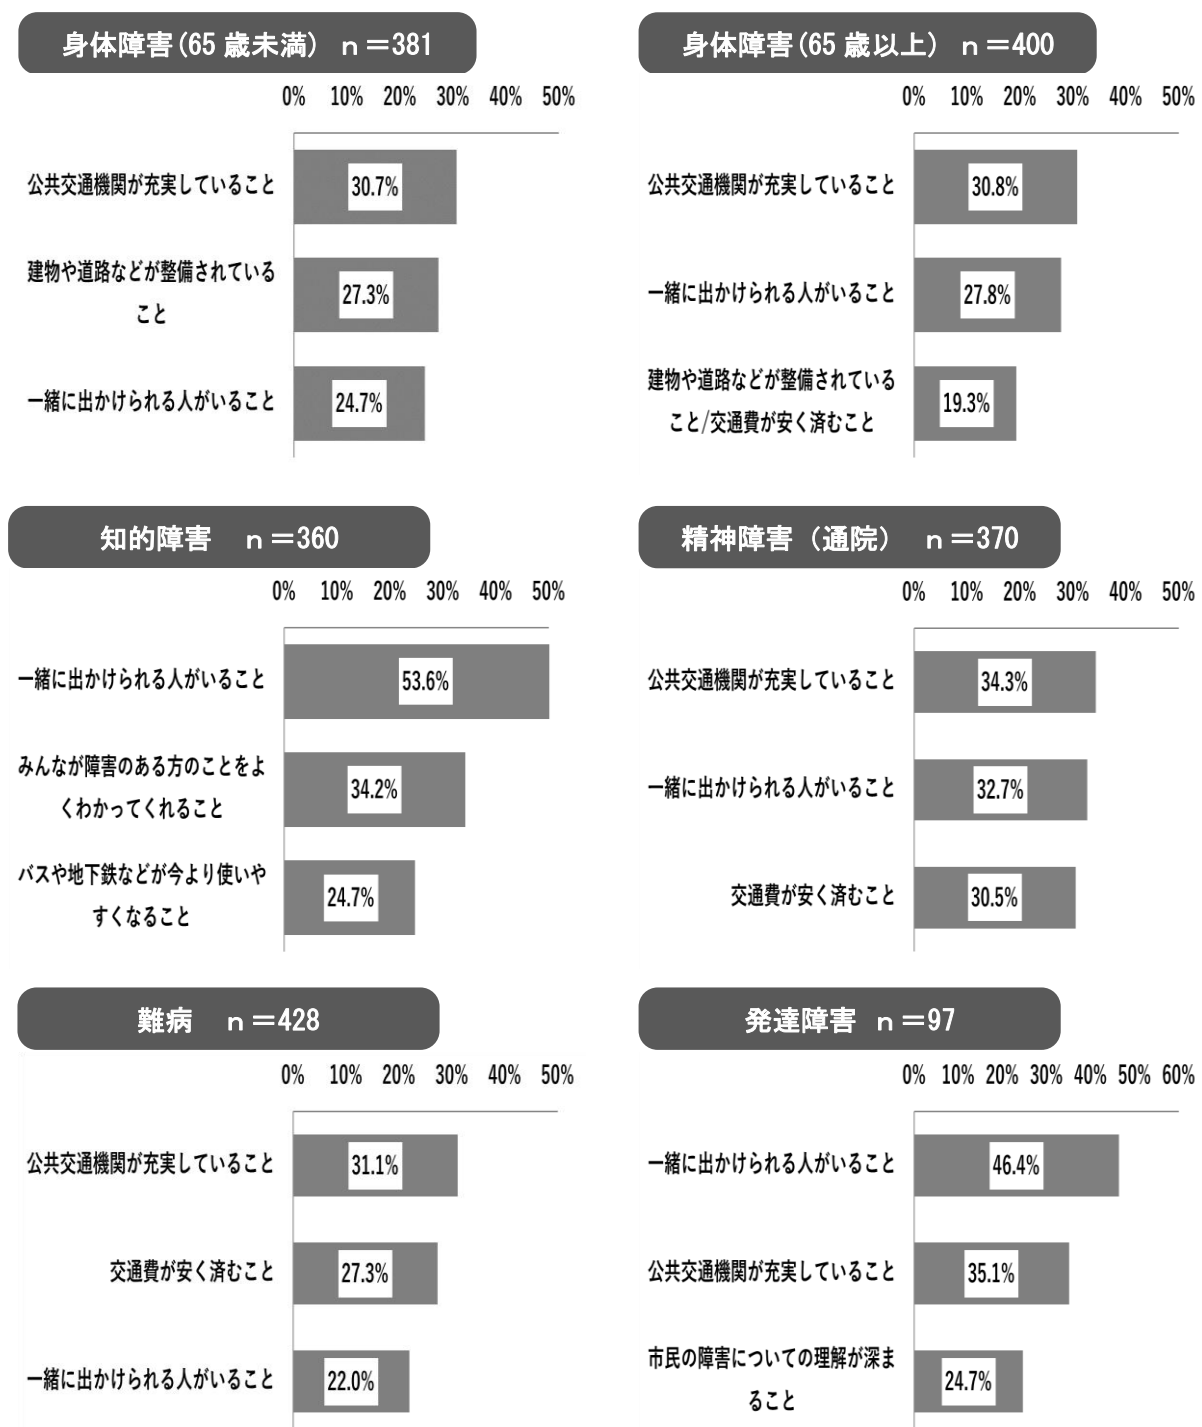 身体障害(65 歳未満) n＝381
0% 10% 20% 30% 40% 50%
公共交通機関が充実していること
30.7%
建物や道路などが整備されている
こと
27.3%
一緒に出かけられる人がいること
24.7%
身体障害(65 歳以上) n＝400
0% 10% 20% 30% 40% 50%
公共交通機関が充実していること
30.8%
一緒に出かけられる人がいること
27.8%
建物や道路などが整備されている
こと/交通費が安く済むこと
19.3%
知的障害 n＝360
0% 10% 20% 30% 40% 50%
一緒に出かけられる人がいること
53.6%
みんなが障害のある方のことをよ
くわかってくれること
34.2%
バスや地下鉄などが今より使いや
すくなること
24.7%
精神障害（通院） n＝370
0% 10% 20% 30% 40% 50%
公共交通機関が充実していること
34.3%
一緒に出かけられる人がいること
32.7%
交通費が安く済むこと
30.5%
難病 n＝428
0% 10% 20% 30% 40% 50%
公共交通機関が充実していること
31.1%
交通費が安く済むこと
27.3%
一緒に出かけられる人がいること
22.0%
発達障害 n＝97
0% 10% 20% 30% 40% 50% 60%
一緒に出かけられる人がいること
46.4%
公共交通機関が充実していること
35.1%
市民の障害についての理解が深ま
ること
24.7%